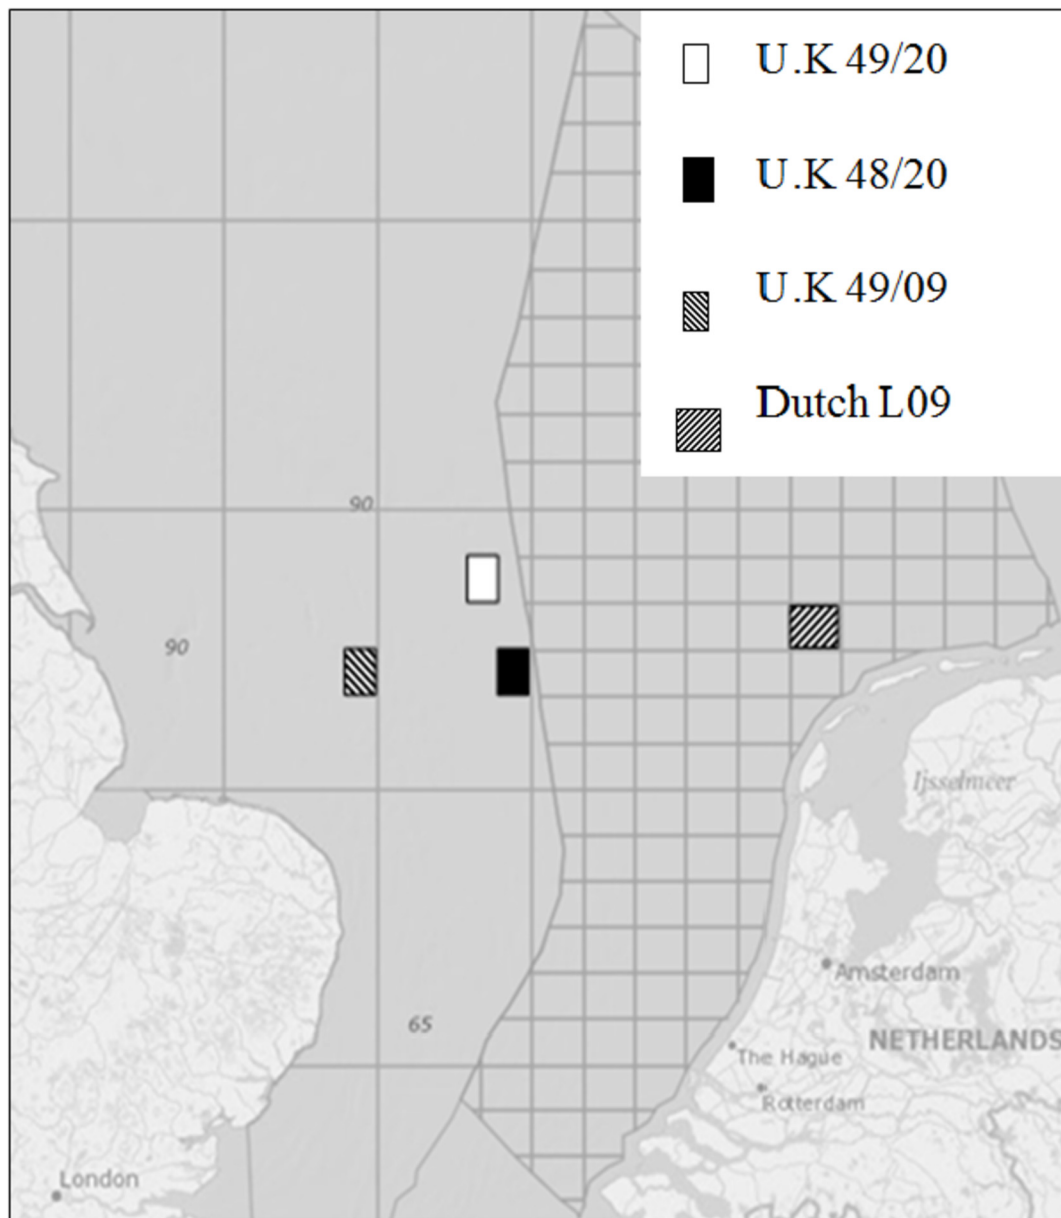 U.K 49/20
U.K 48/20
U.K 49/09
Dutch L09
90
90
Ijsselmeer
Amsterdam
65
NETHERLANDS
The Hague
Rotterdam
London